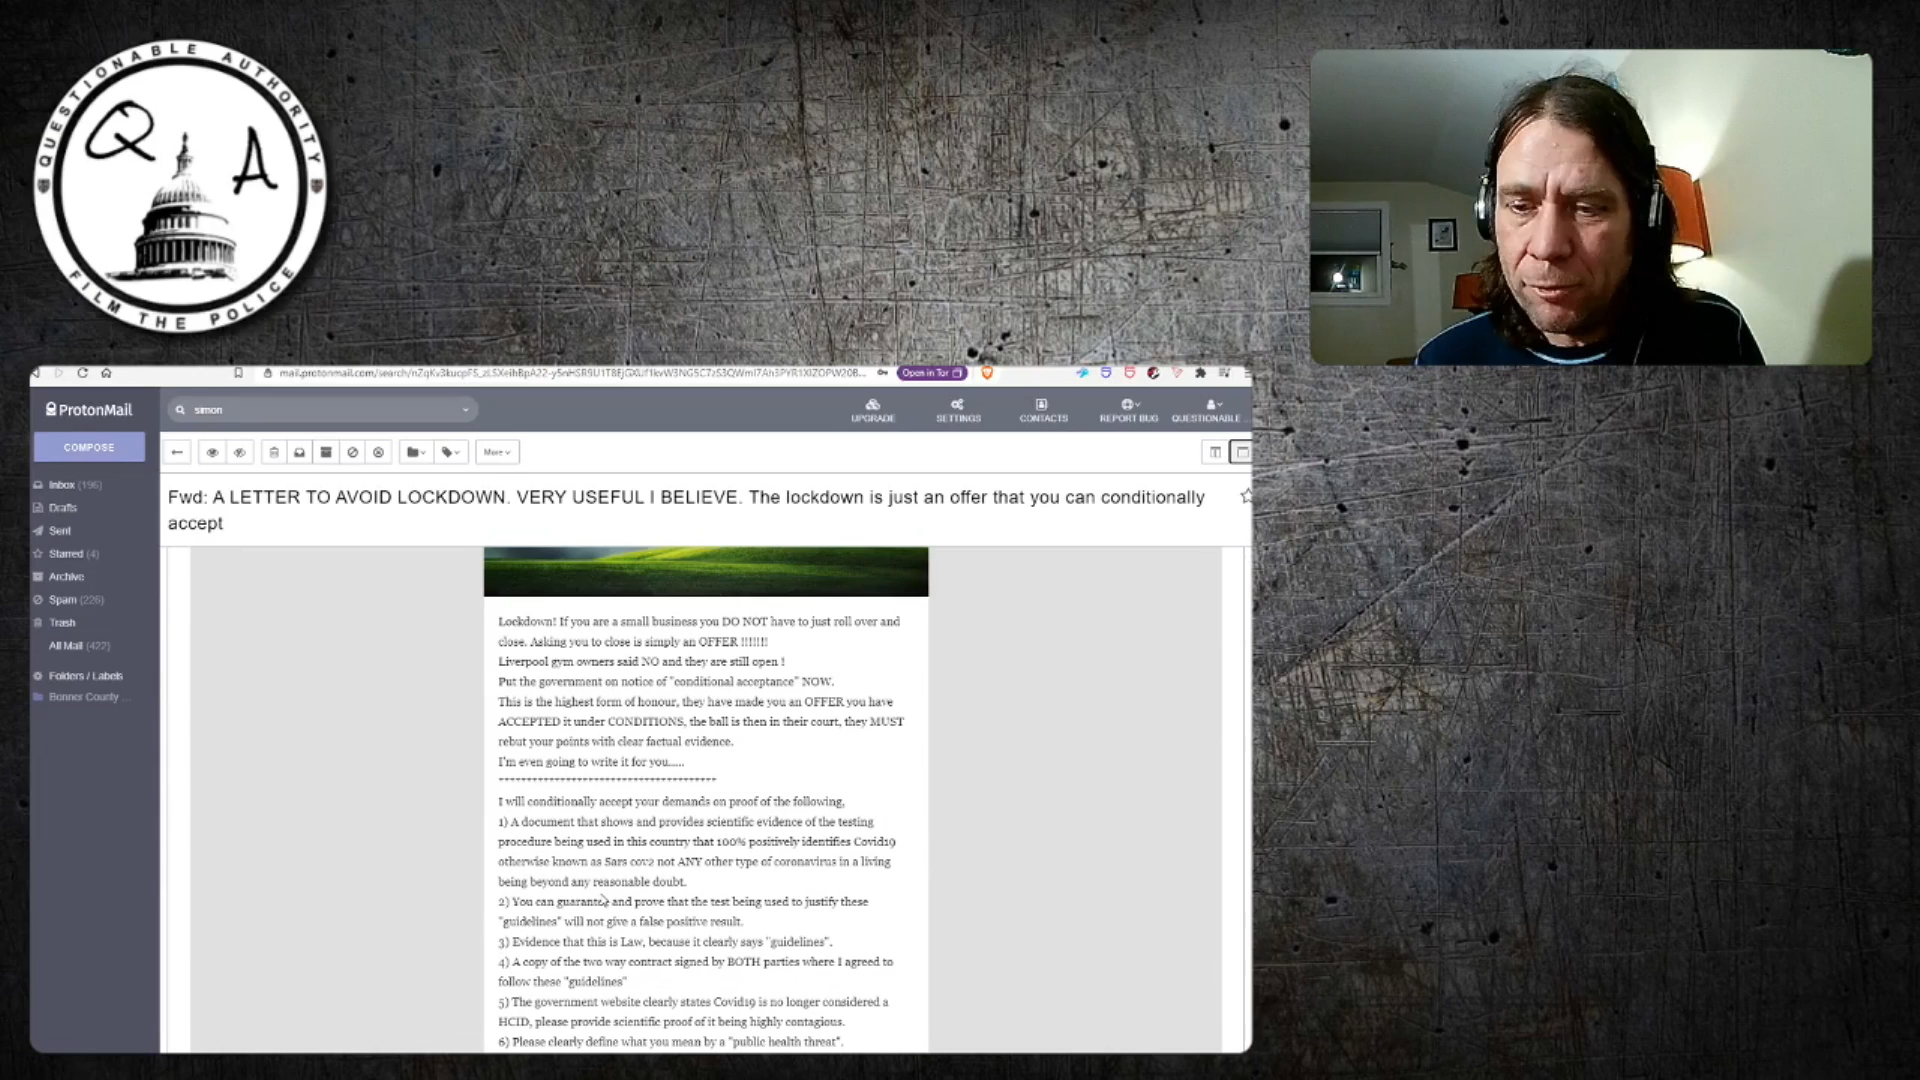 QUESTIONABLE AUTHORITY
Q A
FILM THE POLICE
Open in Tor
ProtonMail
simon
UPGRADE
SETTINGS
CONTACTS
REPORT BUG
QUESTIONABLE
COMPOSE
More
Inbox (196)
Drafts
Sent
Starred (4)
Archive
Spam (226)
Trash
All Mail (422)
Folders / Labels
Bonner County ...
Fwd: A LETTER TO AVOID LOCKDOWN. VERY USEFUL I BELIEVE. The lockdown is just an offer that you can conditionally
accept
Lockdown! If you are a small business you DO NOT have to just roll over and
close. Asking you to close is simply an OFFER !!!!!!!
Liverpool gym owners said NO and they are still open !
Put the government on notice of "conditional acceptance" NOW.
This is the highest form of honour, they have made you an OFFER you have
ACCEPTED it under CONDITIONS, the ball is then in their court, they MUST
rebut your points with clear factual evidence.
I'm even going to write it for you.....
I will conditionally accept your demands on proof of the following,
1) A document that shows and provides scientific evidence of the testing
procedure being used in this country that 100% positively identifies Covid19
otherwise known as Sars cov2 not ANY other type of coronavirus in a living
being beyond any reasonable doubt.
2) You can guarantee and prove that the test being used to justify these
"guidelines" will not give a false positive result.
3) Evidence that this is Law, because it clearly says "guidelines".
4) A copy of the two way contract signed by BOTH parties where I agreed to
follow these "guidelines"
5) The government website clearly states Covid19 is no longer considered a
HCID, please provide scientific proof of it being highly contagious.
6) Please clearly define what you mean by a "public health threat".